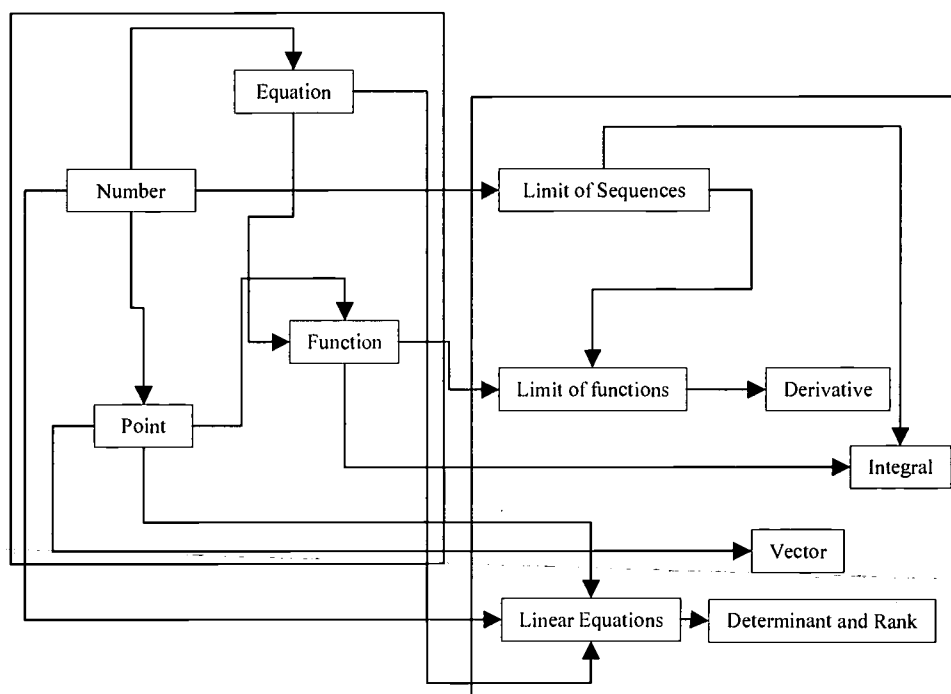 Equation
Number
Limit of Sequences
Function
Limit of functions
Derivative
Point
Integral
Vector
Linear Equations
Determinant and Rank